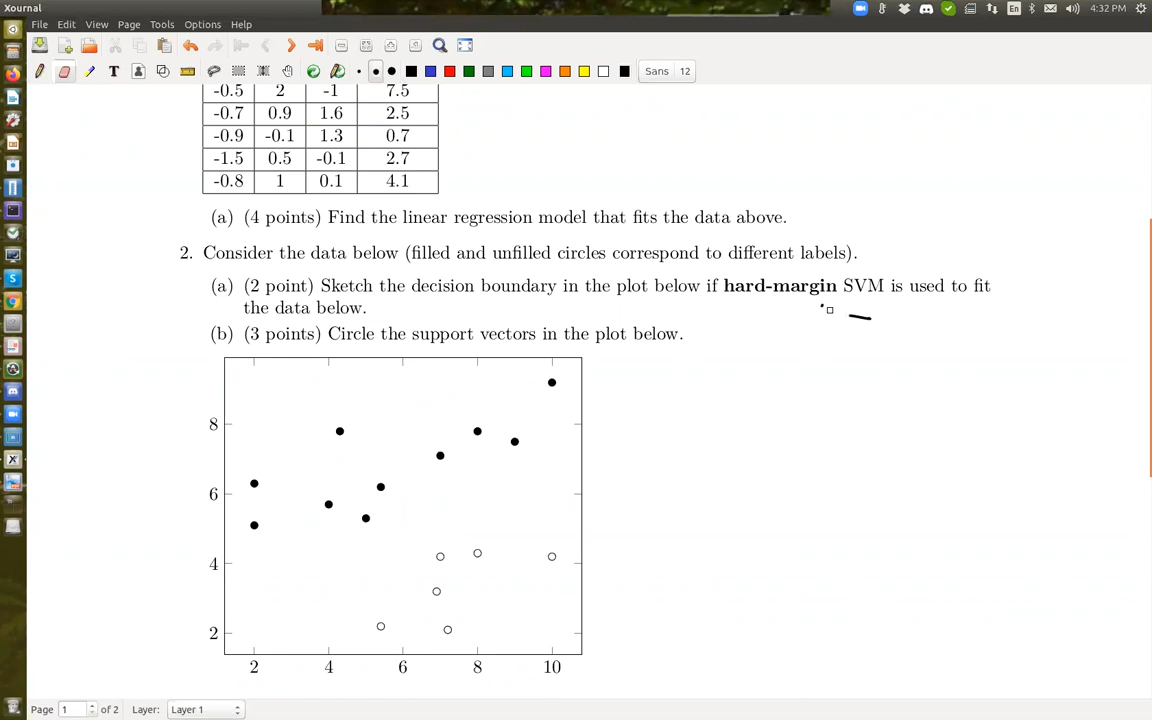 Xournal
En 4:32 PM
File Edit View Page Tools Options Help
T Sans 12
-0.5 2 -1 7.5
-0.7 0.9 1.6 2.5
-0.9 -0.1 1.3 0.7
-1.5 0.5 -0.1 2.7
-0.8 1 0.1 4.1
(a) (4 points) Find the linear regression model that fits the data above.
2. Consider the data below (filled and unfilled circles correspond to different labels).
(a) (2 point) Sketch the decision boundary in the plot below if hard-margin SVM is used to fit
the data below.
(b) (3 points) Circle the support vectors in the plot below.
8
6
4
2
2 4 6 8 10
Page 1 of 2 Layer: Layer 1